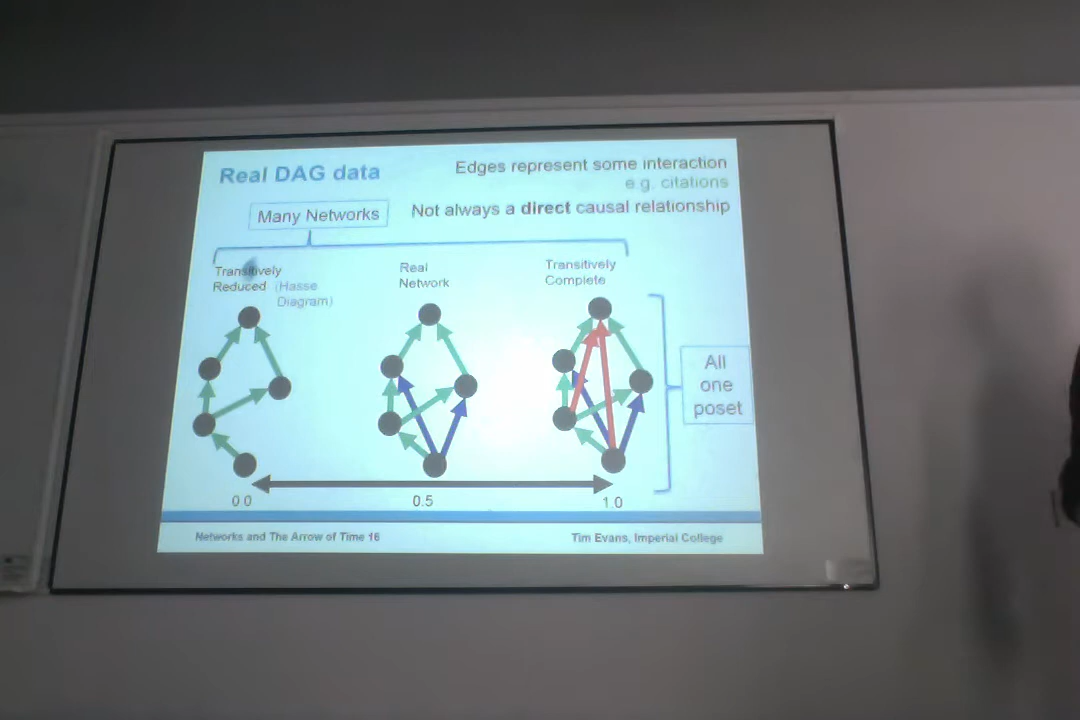 Real DAG data
Edges represent some interaction
e.g. citations
Not always a direct causal relationship
Many Networks
Transitively
Reduced (Hasse
Diagram)
Real
Network
Transitively
Complete
All
one
poset
0.0
0.5
1.0
Networks and The Arrow of Time 16
Tim Evans, Imperial College